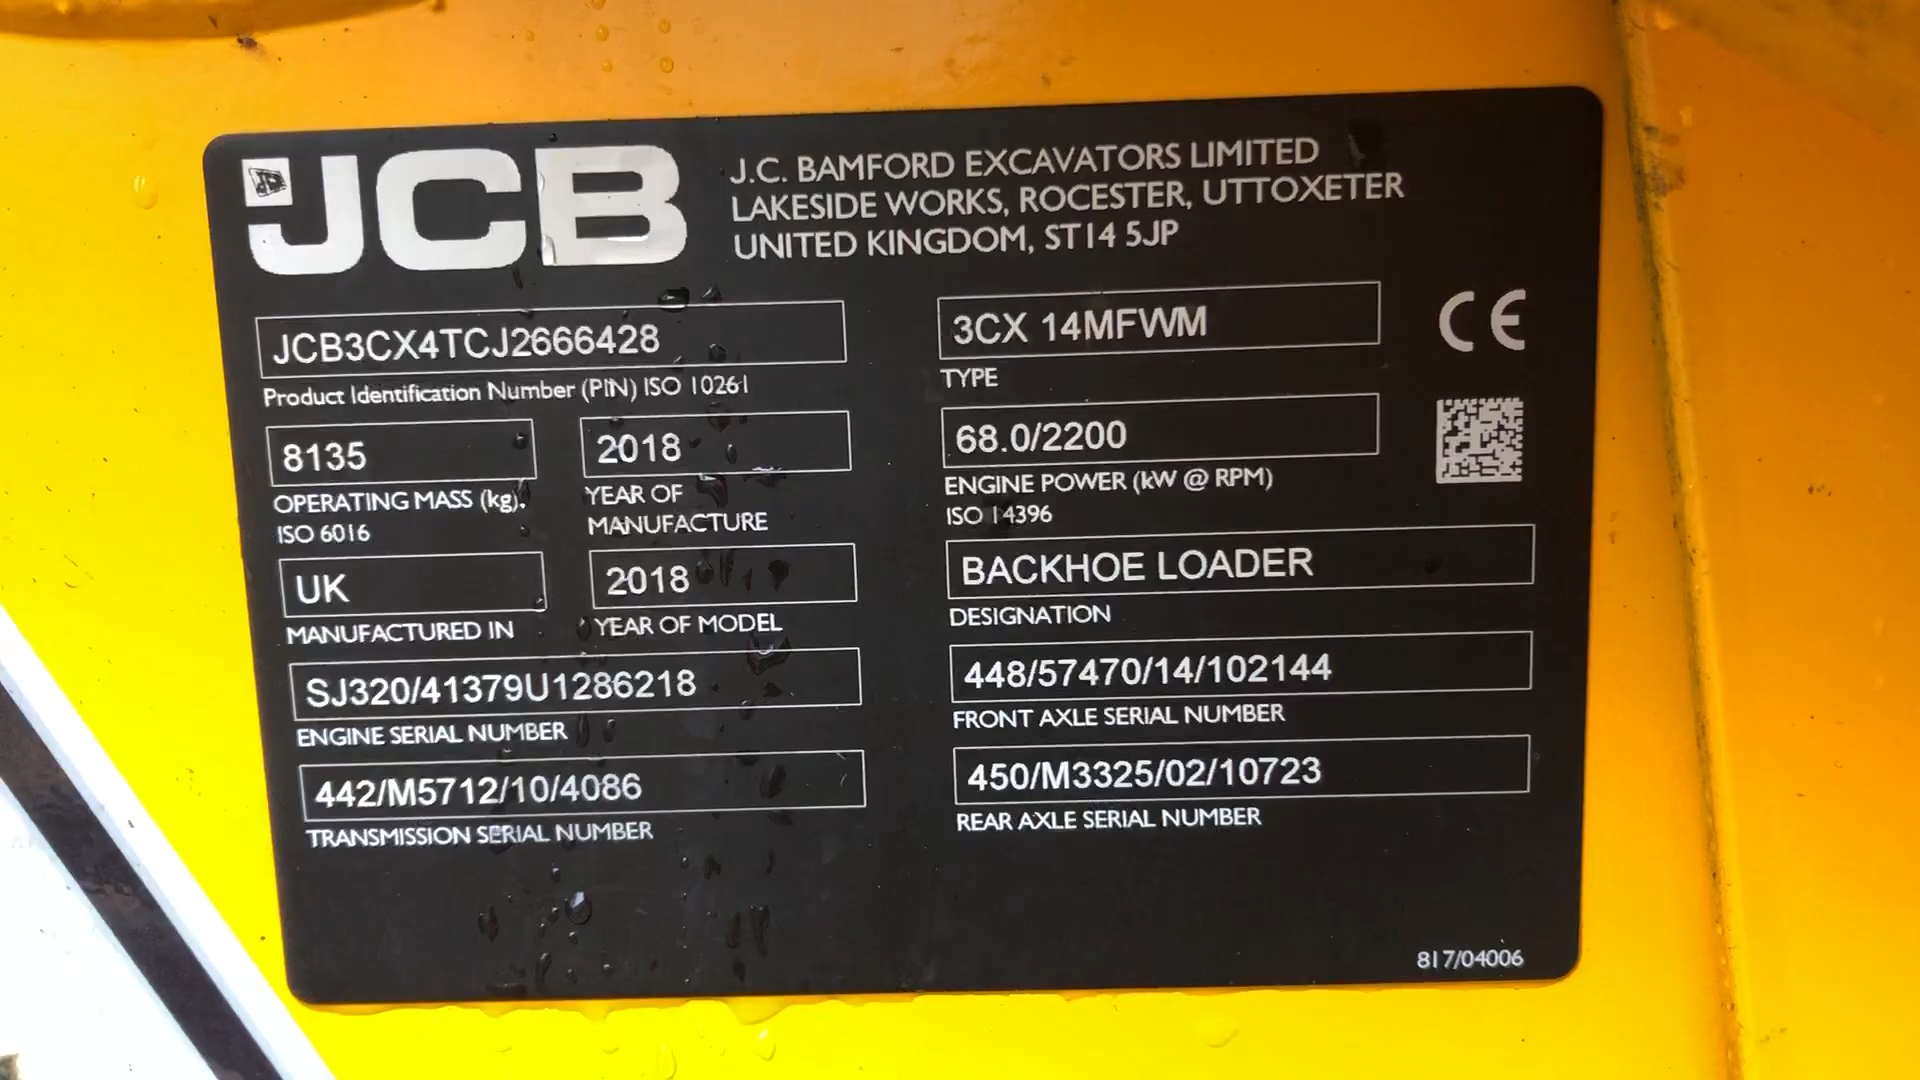 JCB
J.C. BAMFORD EXCAVATORS LIMITED
LAKESIDE WORKS, ROCESTER, UTTOXETER
UNITED KINGDOM, ST14 5JP
JCB3CX4TCJ2666428
Product Identification Number (PIN) ISO 10261
3CX 14MFWM
TYPE
CE
8135
OPERATING MASS (kg).
ISO 6016
2018
YEAR OF
MANUFACTURE
68.0/2200
ENGINE POWER (kW @ RPM)
ISO 14396
UK
MANUFACTURED IN
2018
YEAR OF MODEL
BACKHOE LOADER
DESIGNATION
SJ320/41379U1286218
ENGINE SERIAL NUMBER
448/57470/14/102144
FRONT AXLE SERIAL NUMBER
442/M5712/10/4086
TRANSMISSION SERIAL NUMBER
450/M3325/02/10723
REAR AXLE SERIAL NUMBER
817/04006